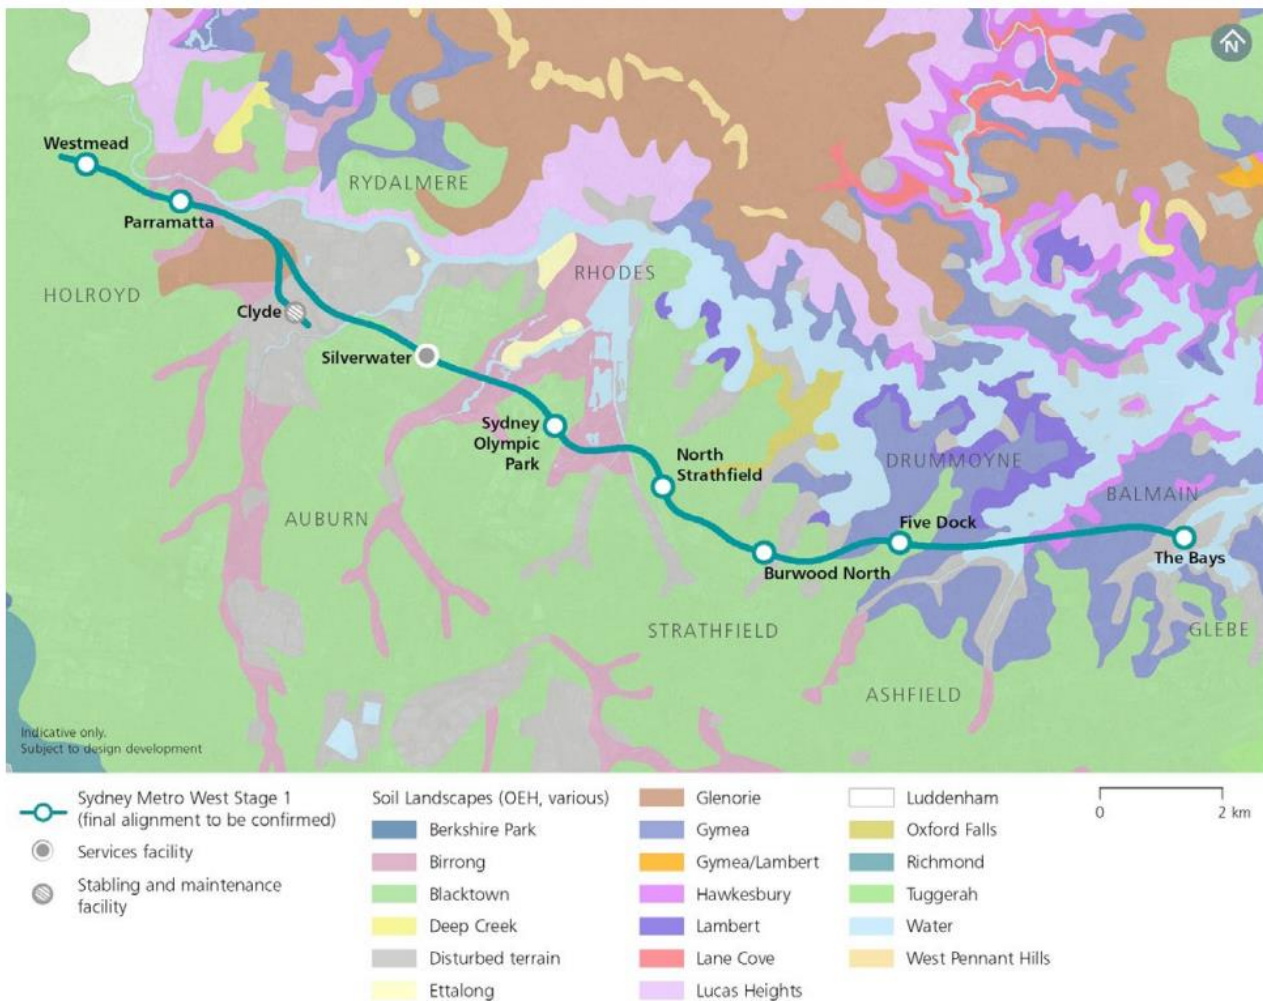 N
Westmead
RYDALMERE
Parramatta
RHODES
HOLROYD
Clyde
Silverwater
Sydney
Olympic
Park
North
Strathfield
DRUMMOYNE
BALMAIN
AUBURN
Five Dock
The Bays
Burwood North
STRATHFIELD
GLEBE
ASHFIELD
Indicative only.
Subject to design development
Sydney Metro West Stage 1
(final alignment to be confirmed)
Services facility
Stabling and maintenance
facility
Soil Landscapes (OEH, various)
Berkshire Park
Birrong
Blacktown
Deep Creek
Disturbed terrain
Ettalong
Glenorie
Gymea
Gymea/Lambert
Hawkesbury
Lambert
Lane Cove
Lucas Heights
Luddenham
Oxford Falls
Richmond
Tuggerah
Water
West Pennant Hills
0 2 km